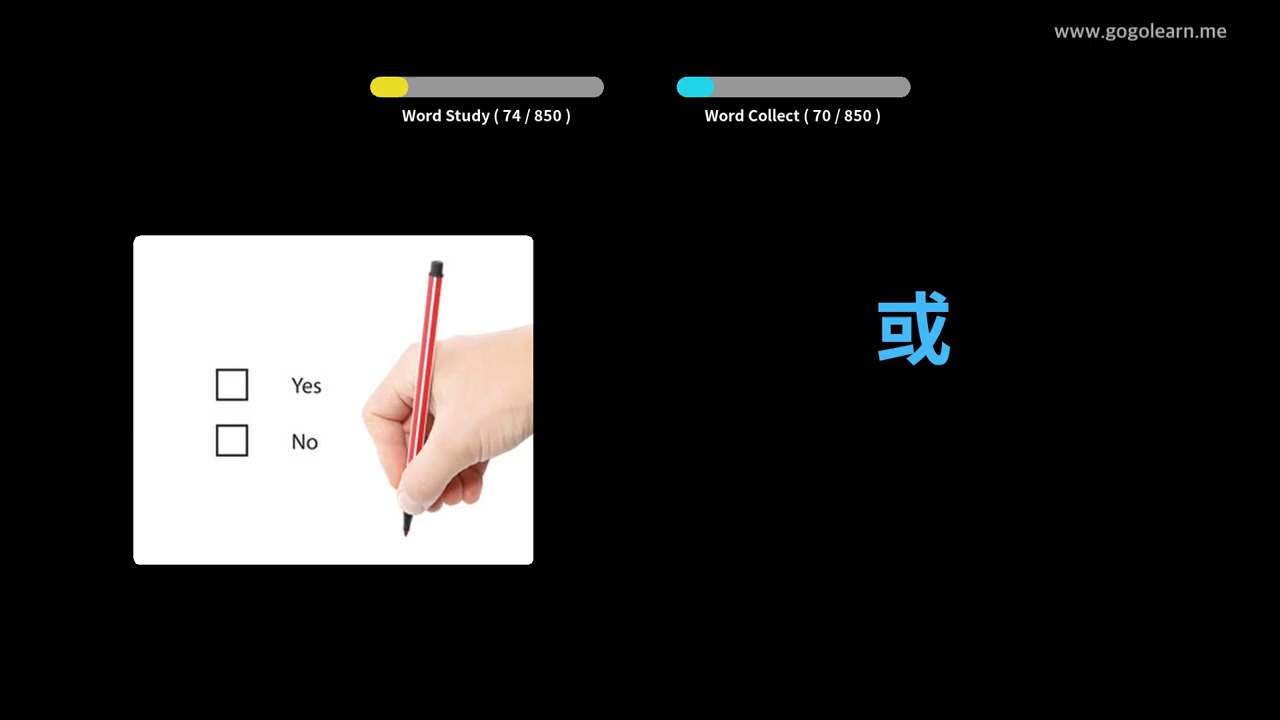 www.gogolearn.me
Word Study ( 74 / 850 )
Word Collect ( 70 / 850 )
或
Yes
No